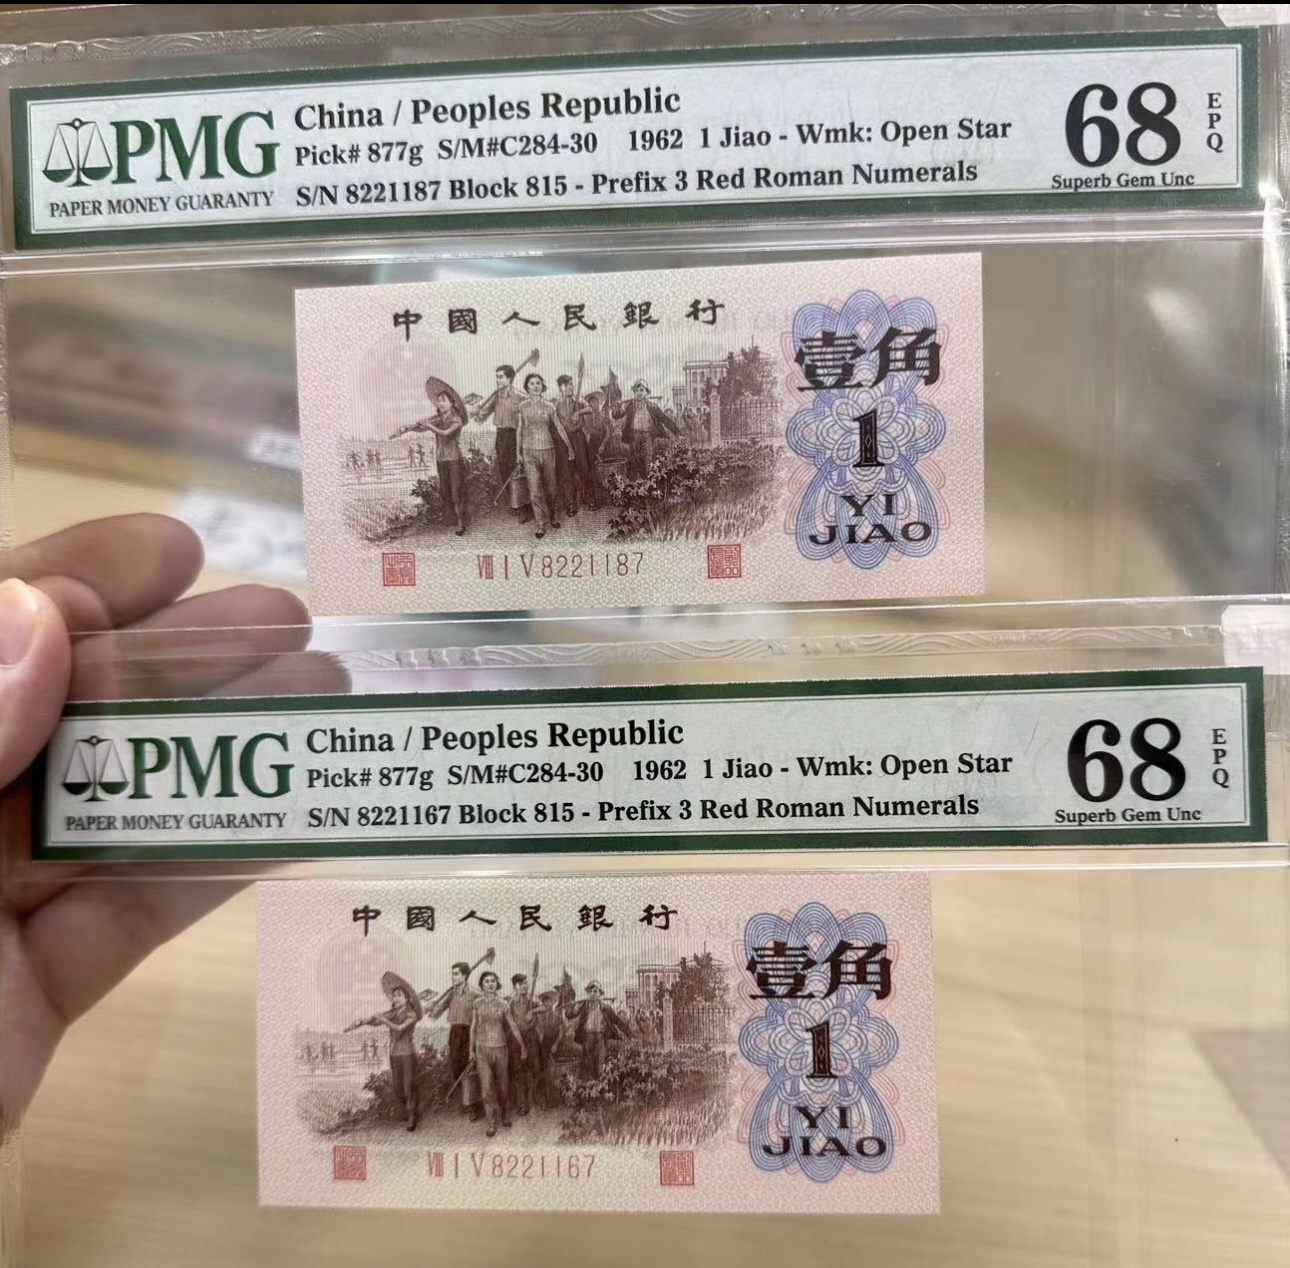 PMG
PAPER MONEY GUARANTY
China / Peoples Republic
Pick# 877g S/M#C284-30 1962 1 Jiao - Wmk: Open Star
S/N 8221187 Block 815 - Prefix 3 Red Roman Numerals
68
EPQ
Superb Gem Unc
中國人民銀行
壹角
1
YI
JIAO
VIII I V 8221187
PMG
PAPER MONEY GUARANTY
China / Peoples Republic
Pick# 877g S/M#C284-30 1962 1 Jiao - Wmk: Open Star
S/N 8221167 Block 815 - Prefix 3 Red Roman Numerals
68
EPQ
Superb Gem Unc
中國人民銀行
壹角
1
YI
JIAO
VIII I V 8221167